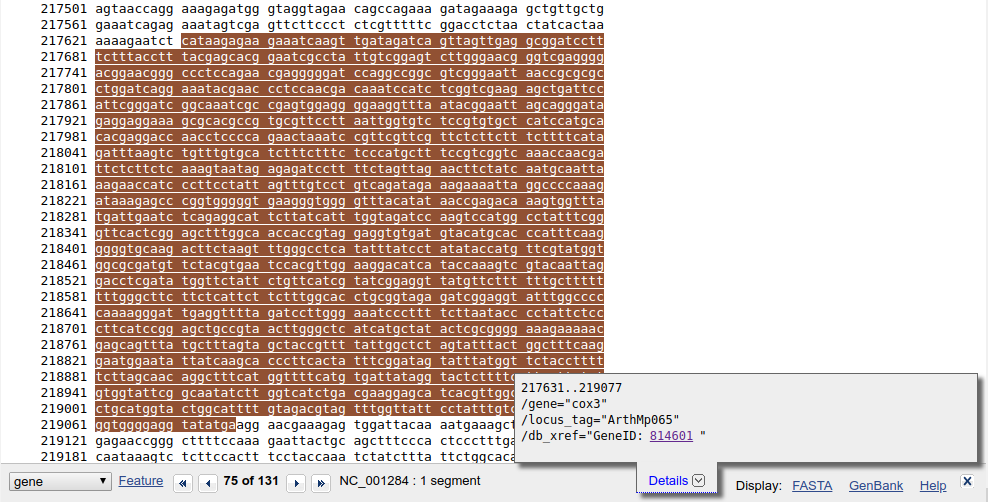 217501 agtaaccagg aaagagatgg gtaggtagaa cagccagaaa gatagaaaga gctgttgctg
217561 gaaatcagag aaatagtcga gttcttccct ctcgtttttc ggacctctaa actatcactaa
217621 aaaagaatct cataagagaa gaaatcaagt tgatagatca gttagttgag gcggatcctt
217681 tctttacctt tacgagcacg gaatcgccta ttgtcggagt cttgggaacg ggtcgagggg
217741 acggaacggg ccctccagaa cgagggggat ccaggccggc gtcgggaatt aaccgcgcgc
217801 ctggatcagg aaatacgaac cctccaacga caaatccatc tcggtcgaag agctgattcc
217861 attcgggatc ggcaaatcgc cgagtggagg ggaaggttta atacggaatt agcagggata
217921 gaggaggaaa gcgcacgccg tgcgttcctt aattggtgtc tccgtgtgct catccatgca
217981 cacgaggacc aacctcccca gaactaaatc cgttcgttcg ttctcttctt tcttttcata
218041 gatttaagtc tgtttgtgca tctttctttc tcccatgctt tccgtcggtc aaaccaacga
218101 ttctcttctc aaagtaatag agagatcctt tctagttag aacttctatc aatgcaatta
218161 aagaaccatc ccttcctatt agtttgtcct gtcagataga aagaaaatta ggccccaaag
218221 ataaagagcc cggtgggggt gaagggtggg gtttacatat aaccgagaca aagtggttta
218281 tgattgaatc tcagaggcat tcttatcatt tggtagatcc aagtccatgg ctatttcgg
218341 gttcactcgg agctttggca accaccgtag gaggtgtgat gtacatgcac ccatttcaag
218401 ggggtgcaag acttctaagt ttgggcctca tatttatcct atataccatg ttcgtatggt
218461 ggcgcgatgt tctacgtgaa tccacgttgg aaggacatca taccaaagtc gtacaattag
218521 gacctcgata tggttctatt ctgttcatcg tatcggaggt tatgttcttt tttgctttttt
218581 tttgggcttc ttctcattct tctttggcac ctgcggtaga gatcggaggt atttggcccc
218641 caaaagggat tgaggtttta gatccttggg aaatcccttt tcttaatacc cctattctcc
218701 cttcatccgg agctgccgta acttgggctc atcatgctat actcgcgggg aaagaaaaac
218761 gagcagttta tgctttagta gctaccgttt tattggctct agtatttact ggctttcaag
218821 gaatggaata ttatcaagca cccttcacta tttcggatag tatttatggt tctacctttt
218881 tcttagcaac aggctttcat ggttttcatg tgattatagg tactctttt
218941 gtggtattcg gcaatatctt ggtcatctga cgaaggagca tcacgttgg
219001 ctgcatggta ctggcatttt gtagacgtag tttggttatt cctatttgtc
219061 ggtggggagg tatatgaagg aacgaaagag tggattacaa aatgaaagct
219121 gagaaccggg cttttccaaa gaattactgc agctttccca ctccctttga
219181 caataaagtc tcttccactt tcctaccaaa tctatcttta ttctggcaca
217631..219077
/gene="cox3"
/locus_tag="ArthMp065"
/db_xref="GeneID: 814601 "
gene Feature 75 of 131 NC_001284 : 1 segment Details Display: FASTA GenBank Help X